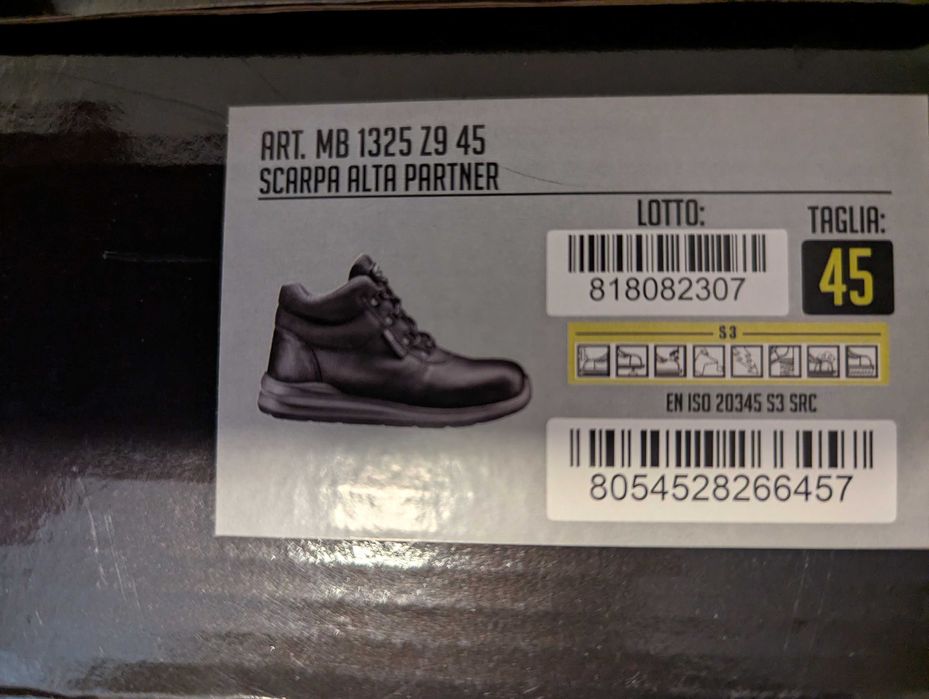 ART. MB 1325 Z9 45
SCARPA ALTA PARTNER
LOTTO:
818082307
TAGLIA:
45
S3
EN ISO 20345 S3 SRC
8054528266457